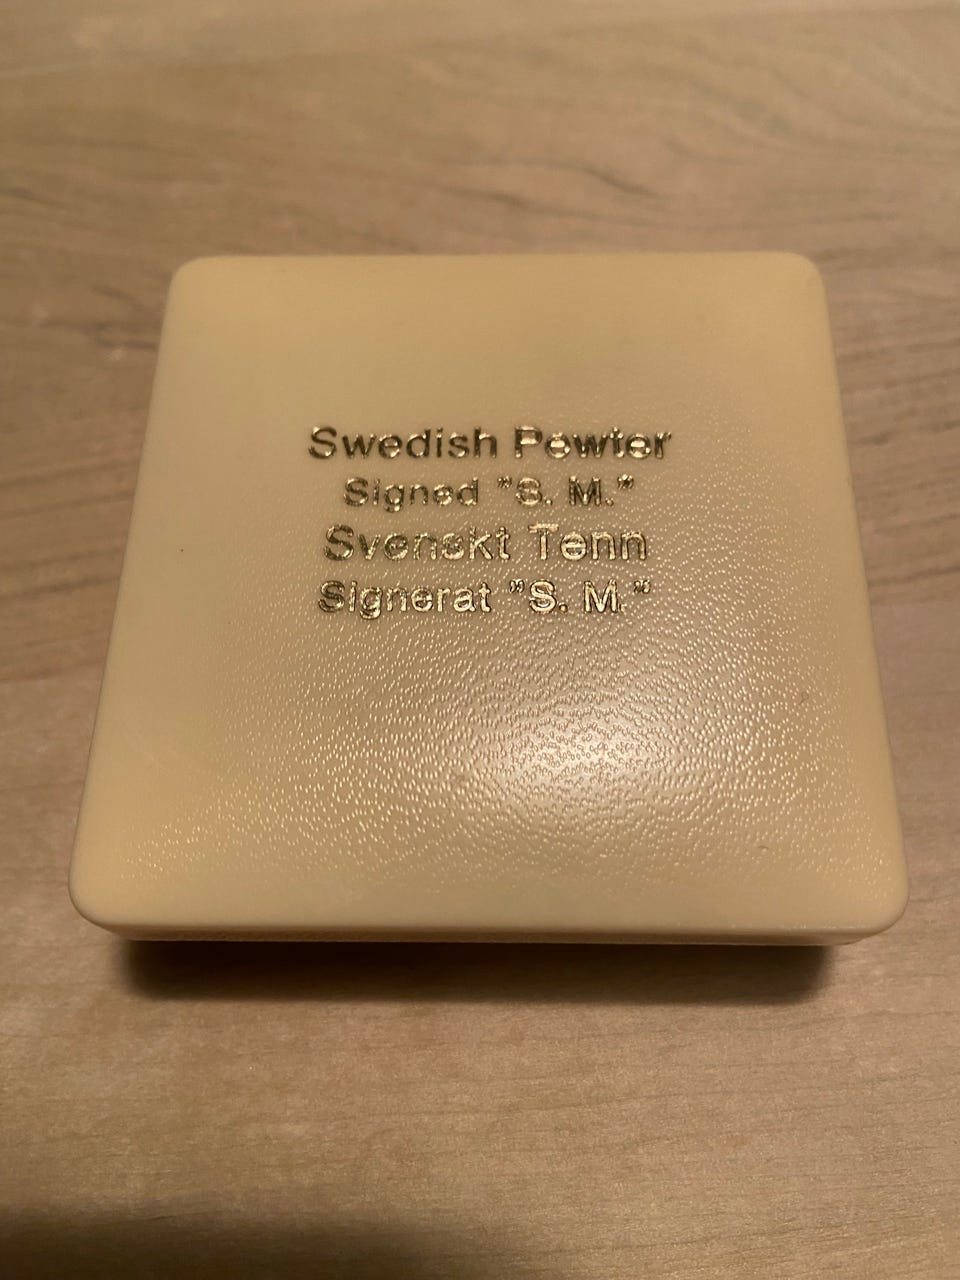 Swedish Pewter
Signed ”S. M.”
Svenskt Tenn
Signerat ”S. M.”